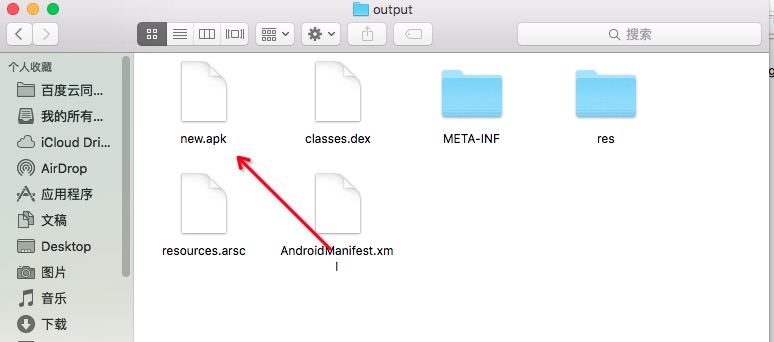 output
搜索
个人收藏
百度云同...
我的所有...
iCloud Dri...
AirDrop
应用程序
文稿
Desktop
图片
音乐
下载
new.apk
classes.dex
META-INF
res
resources.arsc
AndroidManifest.xm
l